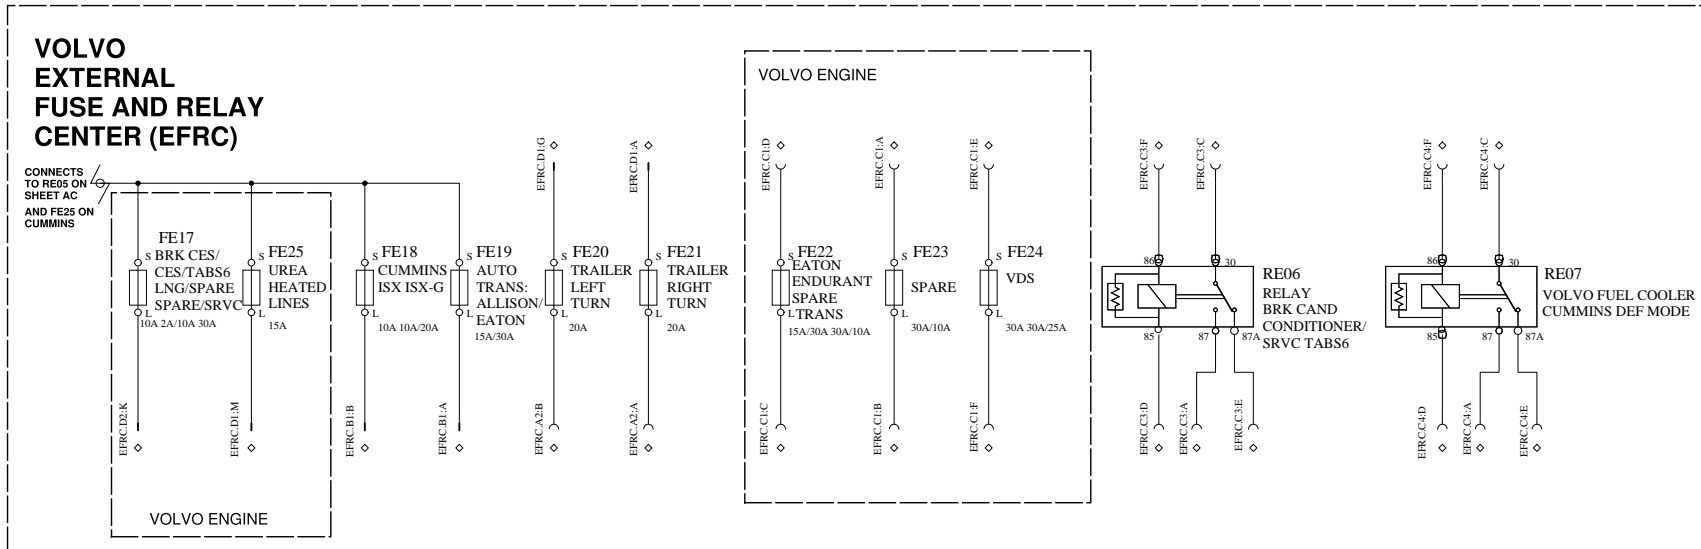 VOLVO
EXTERNAL
FUSE AND RELAY
CENTER (EFRC)
CONNECTS
TO RE05 ON
SHEET AC
AND FE25 ON
CUMMINS
VOLVO ENGINE
EFRC.D1:G
EFRC.D1:A
EFRC.C1:D
EFRC.C1:A
EFRC.C1:E
EFRC.C3:F
EFRC.C3:C
EFRC.C4:F
EFRC.C4:C
S
FE17
BRK CES/
CES/TABS6
LNG/SPARE
SPARE/SRVC
L
10A 2A/10A 30A
S
FE25
UREA
HEATED
LINES
L
15A
S
FE18
CUMMINS
ISX ISX-G
L
10A 10A/20A
S
FE19
AUTO
TRANS:
ALLISON/
EATON
L
15A/30A
S
FE20
TRAILER
LEFT
TURN
L
20A
S
FE21
TRAILER
RIGHT
TURN
L
20A
S
FE22
EATON
ENDURANT
SPARE
TRANS
L
15A/30A 30A/10A
S
FE23
SPARE
L
30A/10A
S
FE24
VDS
L
30A 30A/25A
86
30
85
87
87A
RE06
RELAY
BRK CAND
CONDITIONER/
SRVC TABS6
86
30
85
87
87A
RE07
VOLVO FUEL COOLER
CUMMINS DEF MODE
EFRC.D2:K
EFRC.D1:M
EFRC.B1:B
EFRC.B1:A
EFRC.A2:B
EFRC.A2:A
EFRC.C1:C
EFRC.C1:B
EFRC.C1:F
EFRC.C3:D
EFRC.C3:A
EFRC.C3:E
EFRC.C4:D
EFRC.C4:A
EFRC.C4:E
VOLVO ENGINE